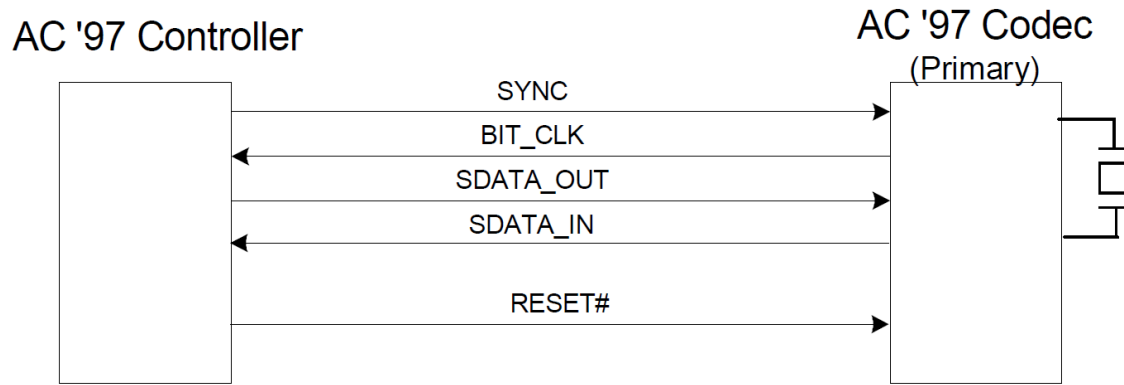 AC '97 Controller
AC '97 Codec
(Primary)
SYNC
BIT_CLK
SDATA_OUT
SDATA_IN
RESET#